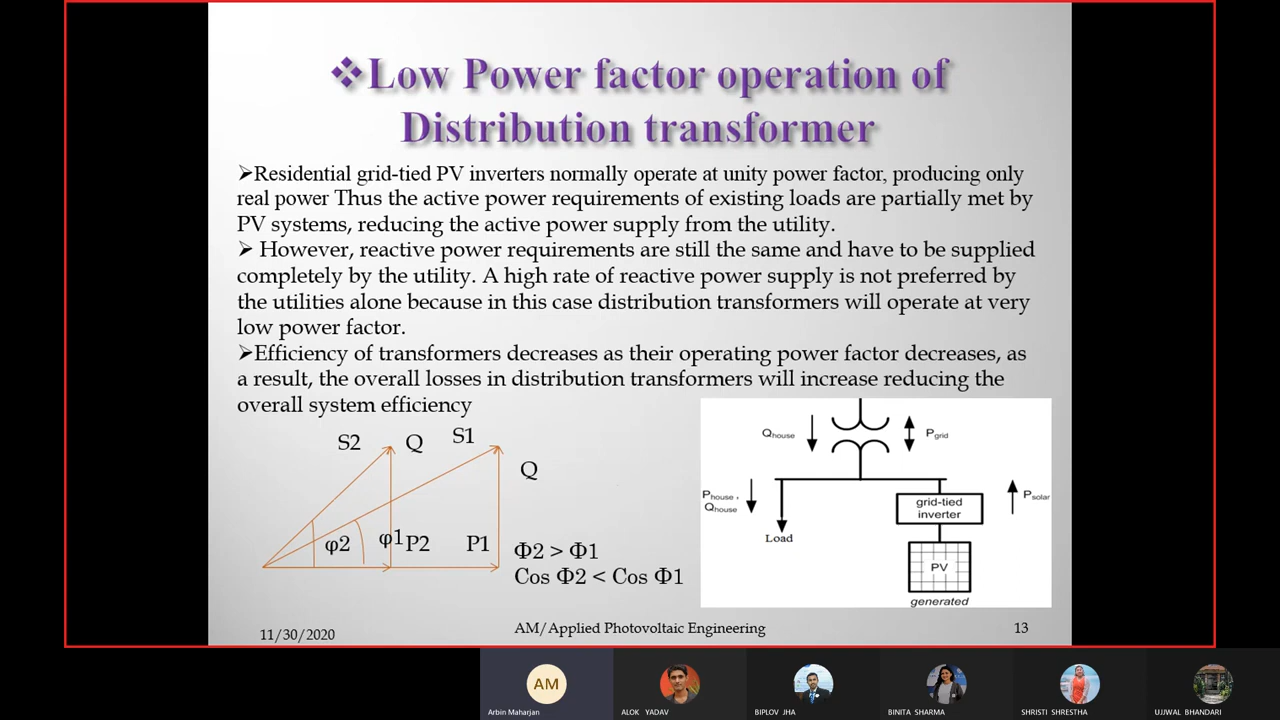 ❖Low Power factor operation of
Distribution transformer
➢Residential grid-tied PV inverters normally operate at unity power factor, producing only
real power Thus the active power requirements of existing loads are partially met by
PV systems, reducing the active power supply from the utility.
➢ However, reactive power requirements are still the same and have to be supplied
completely by the utility. A high rate of reactive power supply is not preferred by
the utilities alone because in this case distribution transformers will operate at very
low power factor.
➢Efficiency of transformers decreases as their operating power factor decreases, as
a result, the overall losses in distribution transformers will increase reducing the
overall system efficiency
S2 Q S1
Q
φ2 φ1 P2 P1
Φ2 > Φ1
Cos Φ2 < Cos Φ1
Qhouse
Pgrid
Phouse ,
Qhouse
Load
grid-tied
inverter
Psolar
PV
generated
11/30/2020
AM/Applied Photovoltaic Engineering
13
AM
Arbin Maharjan
ALOK YADAV
BIPLOV JHA
BINITA SHARMA
SHRISTI SHRESTHA
UJJWAL BHANDARI